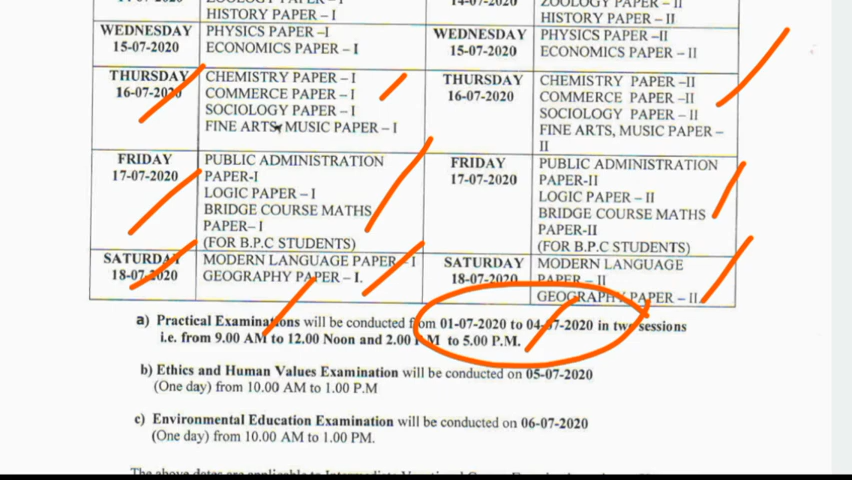 HISTORY PAPER – I
HISTORY PAPER – II
WEDNESDAY
15-07-2020
PHYSICS PAPER –I
ECONOMICS PAPER – I
WEDNESDAY
15-07-2020
PHYSICS PAPER –II
ECONOMICS PAPER – II
THURSDAY
16-07-2020
CHEMISTRY PAPER – I
COMMERCE PAPER – I
SOCIOLOGY PAPER – I
FINE ARTS, MUSIC PAPER – I
THURSDAY
16-07-2020
CHEMISTRY PAPER –II
COMMERCE PAPER –II
SOCIOLOGY PAPER – II
FINE ARTS, MUSIC PAPER –
II
FRIDAY
17-07-2020
PUBLIC ADMINISTRATION
PAPER-I
LOGIC PAPER – I
BRIDGE COURSE MATHS
PAPER– I
(FOR B.P.C STUDENTS)
FRIDAY
17-07-2020
PUBLIC ADMINISTRATION
PAPER-II
LOGIC PAPER – II
BRIDGE COURSE MATHS
PAPER-II
(FOR B.P.C STUDENTS)
SATURDAY
18-07-2020
MODERN LANGUAGE PAPER – I
GEOGRAPHY PAPER – I.
SATURDAY
18-07-2020
MODERN LANGUAGE
PAPER – II
GEOGRAPHY PAPER – II
a) Practical Examinations will be conducted from 01-07-2020 to 04-07-2020 in two sessions
i.e. from 9.00 AM to 12.00 Noon and 2.00 P.M to 5.00 P.M.
b) Ethics and Human Values Examination will be conducted on 05-07-2020
(One day) from 10.00 AM to 1.00 P.M
c) Environmental Education Examination will be conducted on 06-07-2020
(One day) from 10.00 AM to 1.00 PM.